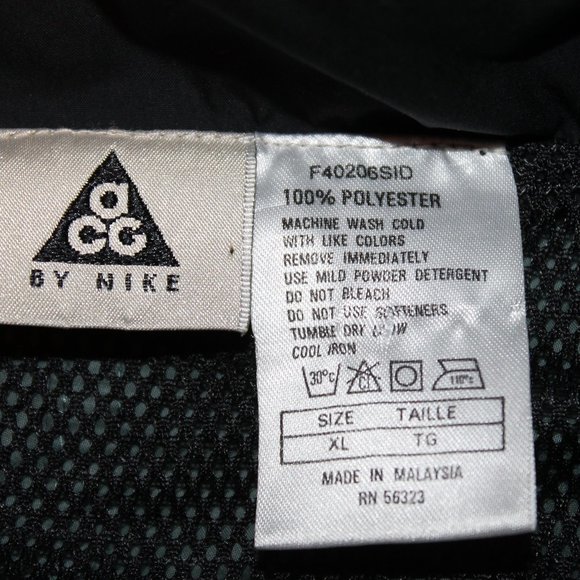 a
CG
BY NIKE
F40206SID
100% POLYESTER
MACHINE WASH COLD
WITH LIKE COLORS
REMOVE IMMEDIATELY
USE MILD POWDER DETERGENT
DO NOT BLEACH
DO NOT USE SOFTENERS
TUMBLE DRY
COOL IRON
30°C CL 110°C
SIZE TAILLE
XL TG
MADE IN MALAYSIA
RN 56323